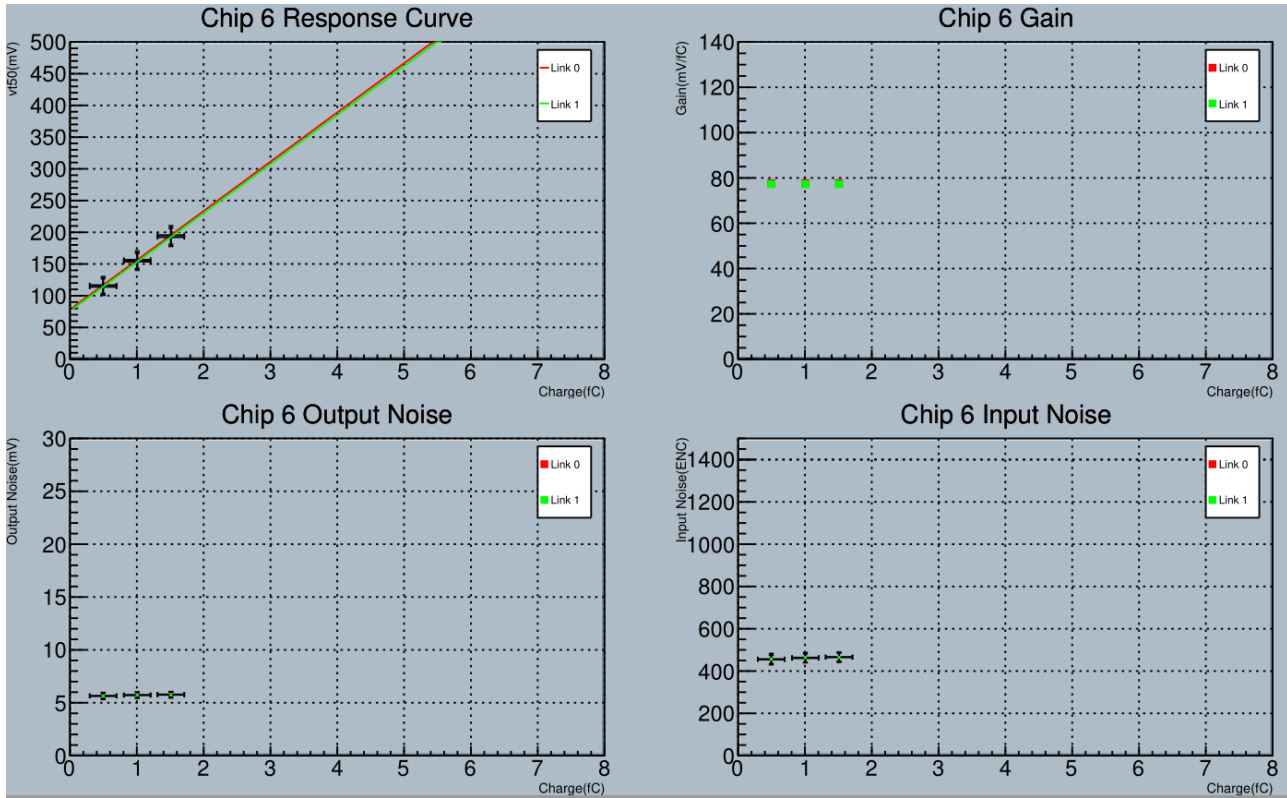 Chip 6 Response Curve
vt50(mV)
500
450
400
350
300
250
200
150
100
50
0
0 1 2 3 4 5 6 7 8
Charge(fC)
Link 0
Link 1
Chip 6 Gain
Gain(mV/fC)
140
120
100
80
60
40
20
0
0 1 2 3 4 5 6 7 8
Charge(fC)
Link 0
Link 1
Chip 6 Output Noise
Output Noise(mV)
30
25
20
15
10
5
0
0 1 2 3 4 5 6 7 8
Charge(fC)
Link 0
Link 1
Chip 6 Input Noise
Input Noise(ENC)
1400
1200
1000
800
600
400
200
0
0 1 2 3 4 5 6 7 8
Charge(fC)
Link 0
Link 1